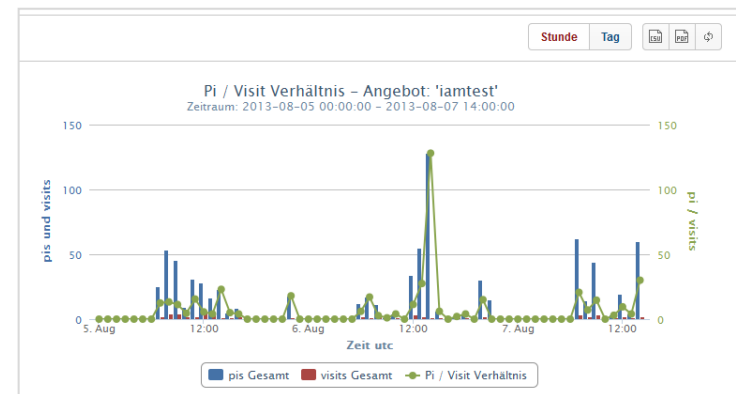 Stunde Tag CSV PDF
Pi / Visit Verhältnis – Angebot: 'iamtest'
Zeitraum: 2013-08-05 00:00:00 – 2013-08-07 14:00:00
150 150
100 100
50 50
0 0
pis und visits
pi / visits
5. Aug 12:00 6. Aug 12:00 7. Aug 12:00
Zeit utc
pis Gesamt visits Gesamt Pi / Visit Verhältnis